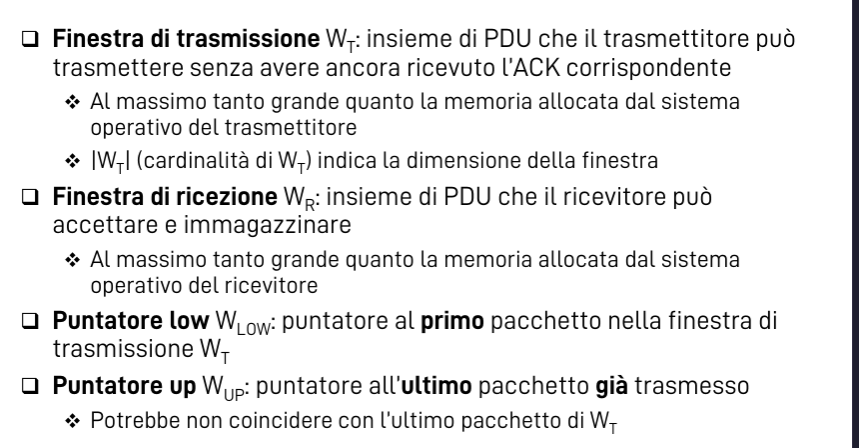 ❑ Finestra di trasmissione W_T: insieme di PDU che il trasmettitore può
trasmettere senza avere ancora ricevuto l'ACK corrispondente
❖ Al massimo tanto grande quanto la memoria allocata dal sistema
operativo del trasmettitore
❖ |W_T| (cardinalità di W_T) indica la dimensione della finestra
❑ Finestra di ricezione W_R: insieme di PDU che il ricevitore può
accettare e immagazzinare
❖ Al massimo tanto grande quanto la memoria allocata dal sistema
operativo del ricevitore
❑ Puntatore low W_LOW: puntatore al primo pacchetto nella finestra di
trasmissione W_T
❑ Puntatore up W_UP: puntatore all'ultimo pacchetto già trasmesso
❖ Potrebbe non coincidere con l'ultimo pacchetto di W_T